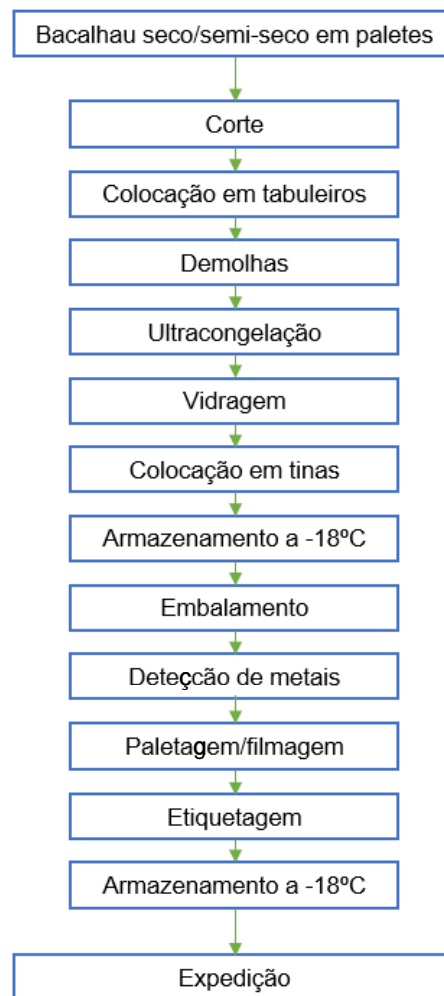 Bacalhau seco/semi-seco em paletes
Corte
Colocação em tabuleiros
Demolhas
Ultracongelação
Vidragem
Colocação em tinas
Armazenamento a -18ºC
Embalamento
Deteçcão de metais
Paletagem/filmagem
Etiquetagem
Armazenamento a -18ºC
Expedição